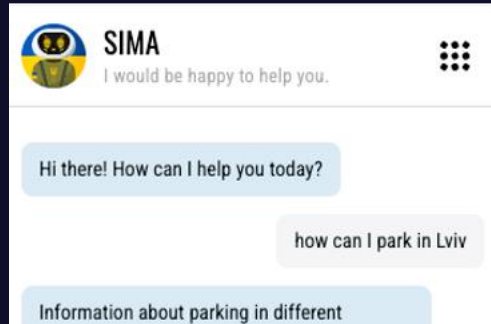 SIMA
I would be happy to help you.
Hi there! How can I help you today?
how can I park in Lviv
Information about parking in different